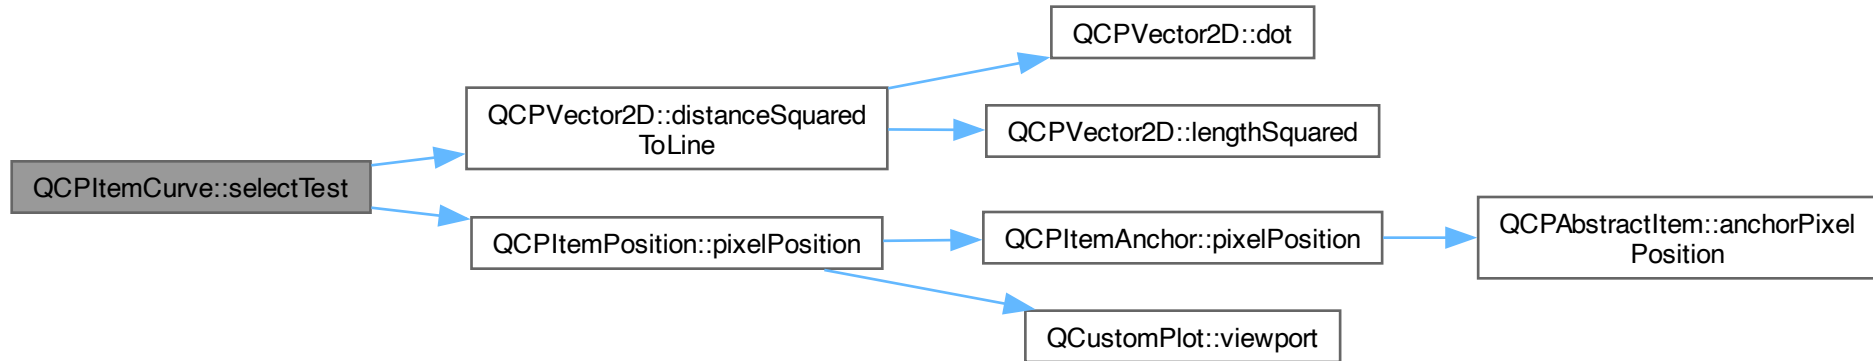 QCPItemCurve::selectTest
QCPVector2D::distanceSquared
ToLine
QCPVector2D::dot
QCPVector2D::lengthSquared
QCPItemPosition::pixelPosition
QCPItemAnchor::pixelPosition
QCPAbstractItem::anchorPixel
Position
QCustomPlot::viewport